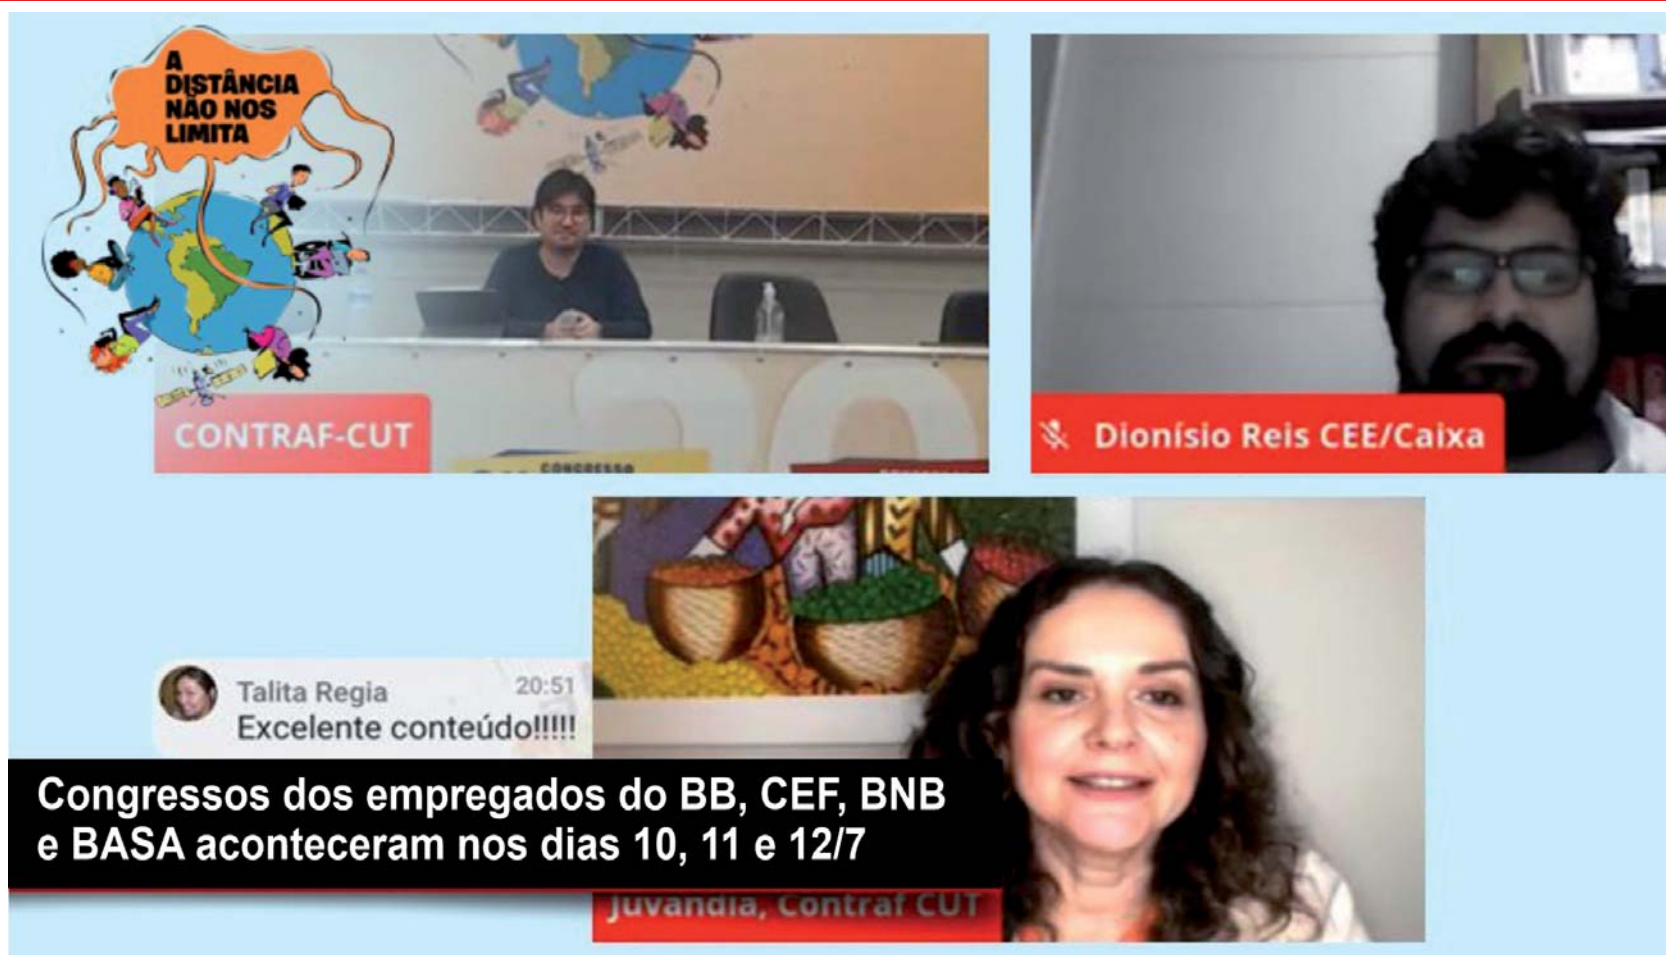 A
DISTÂNCIA
NÃO NOS
LIMITA
CONTRAF-CUT
CONGRESSO
Dionísio Reis CEE/Caixa
Talita Regia 20:51
Excelente conteúdo!!!!!
Congressos dos empregados do BB, CEF, BNB
e BASA aconteceram nos dias 10, 11 e 12/7
Juvandia, Contraf CUT